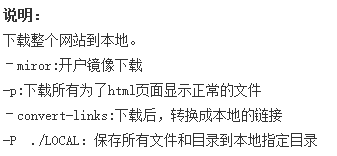 说明：
下载整个网站到本地。
－miror:开户镜像下载
－p:下载所有为了html页面显示正常的文件
－convert-links:下载后，转换成本地的链接
－P ./LOCAL：保存所有文件和目录到本地指定目录